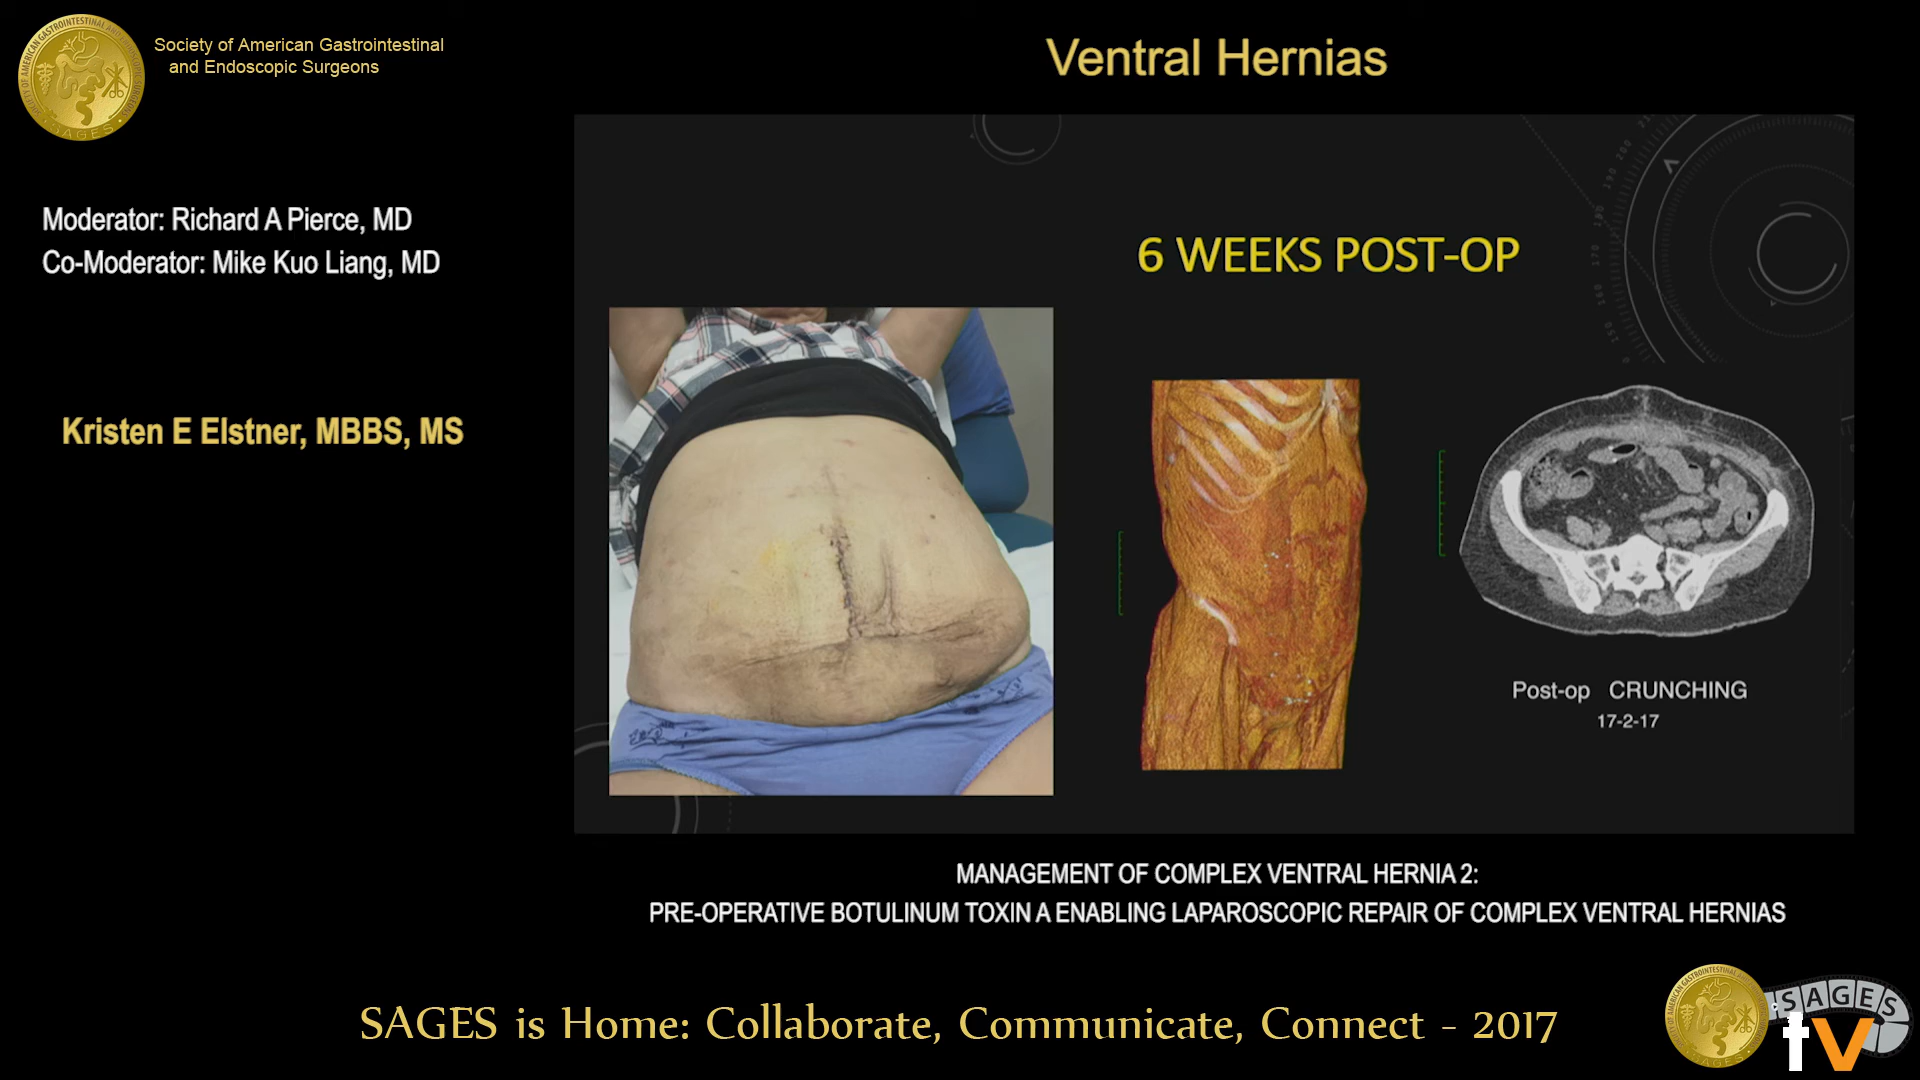 Society of American Gastrointestinal
and Endoscopic Surgeons
Ventral Hernias
Moderator: Richard A Pierce, MD
Co-Moderator: Mike Kuo Liang, MD
Kristen E Elstner, MBBS, MS
6 WEEKS POST-OP
Post-op CRUNCHING
17-2-17
MANAGEMENT OF COMPLEX VENTRAL HERNIA 2:
PRE-OPERATIVE BOTULINUM TOXIN A ENABLING LAPAROSCOPIC REPAIR OF COMPLEX VENTRAL HERNIAS
SAGES is Home: Collaborate, Communicate, Connect - 2017
SAGES
tv